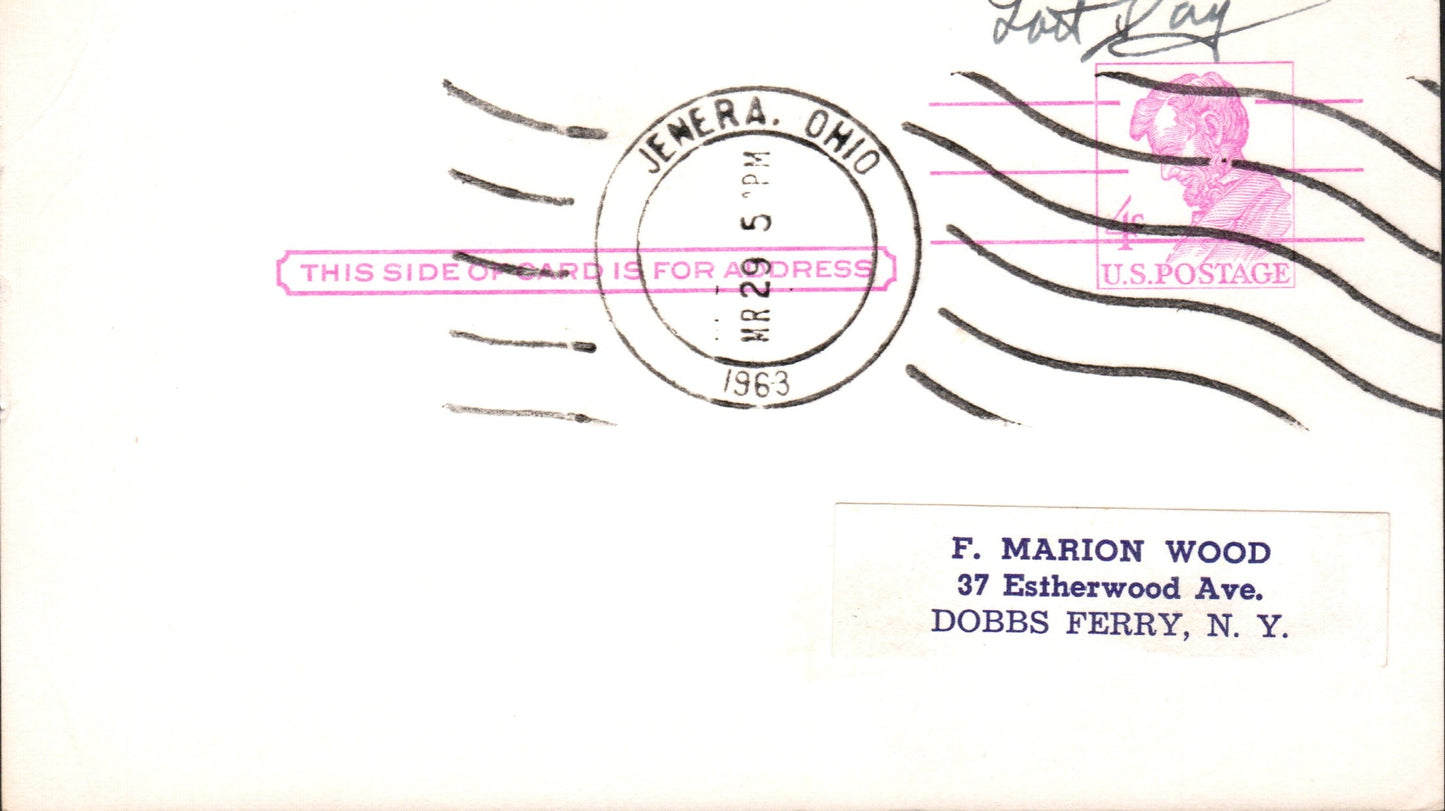 Last Day
JENERA. OHIO
MR 29 5 PM
1963
THIS SIDE OF CARD IS FOR ADDRESS
4¢
U.S. POSTAGE
F. MARION WOOD
37 Estherwood Ave.
DOBBS FERRY, N. Y.